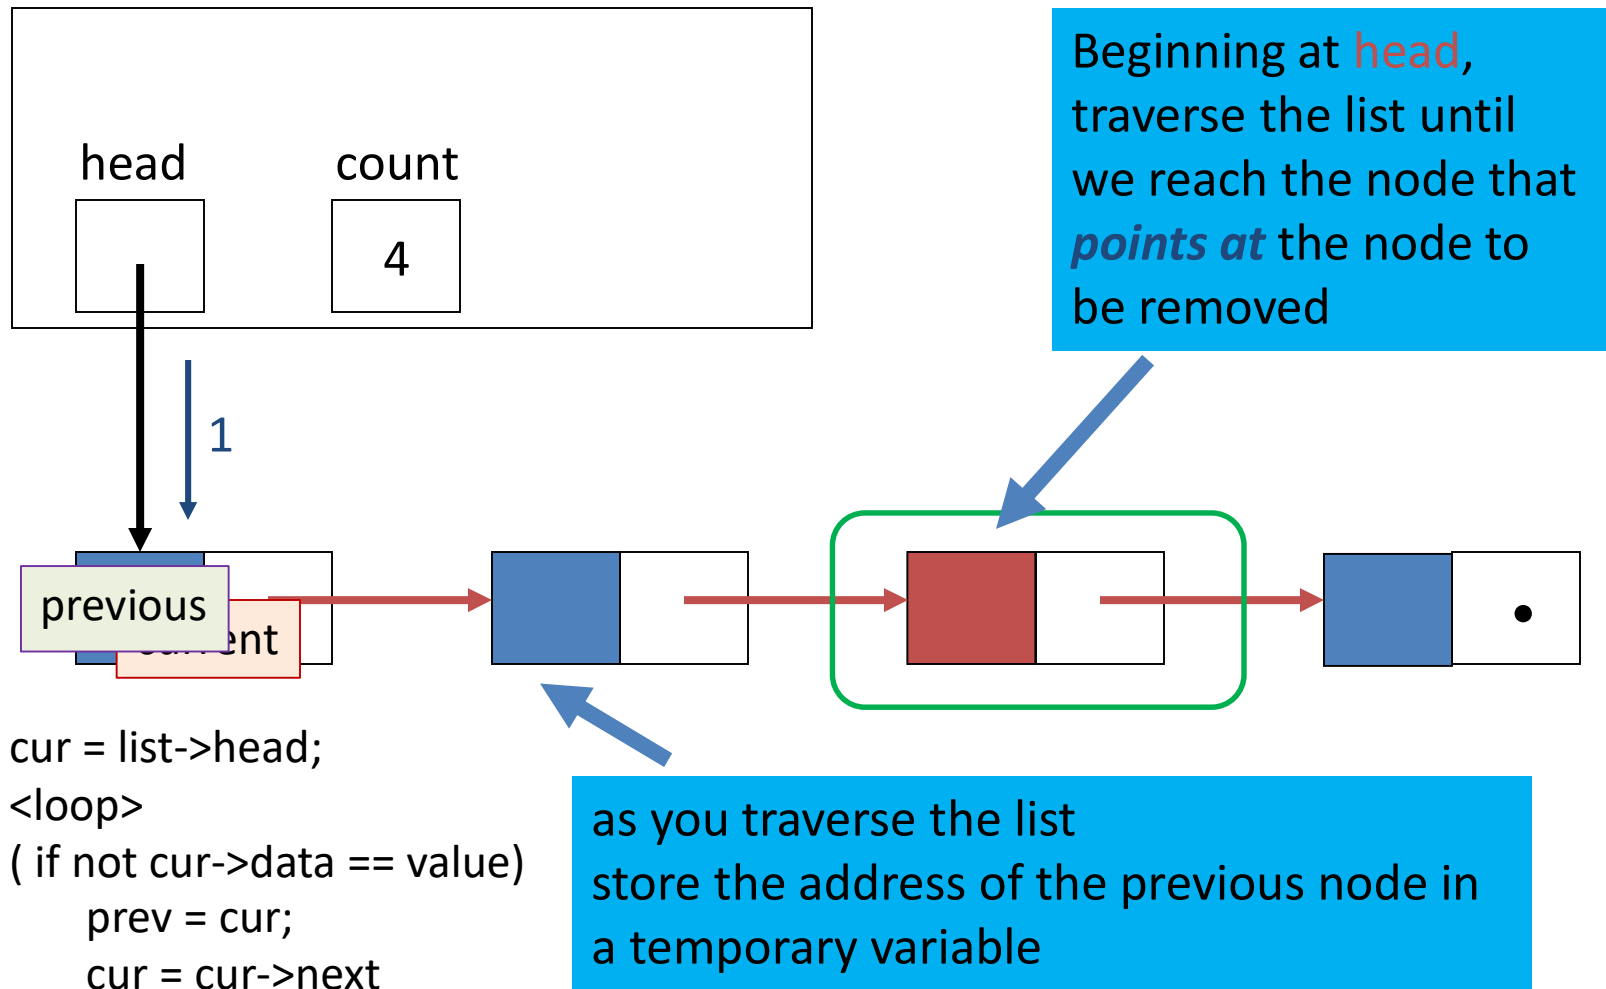 head
count
4
Beginning at head,
traverse the list until
we reach the node that
points at the node to
be removed
1
previous
cur = list->head;
<loop>
( if not cur->data == value)
prev = cur;
cur = cur->next
as you traverse the list
store the address of the previous node in
a temporary variable